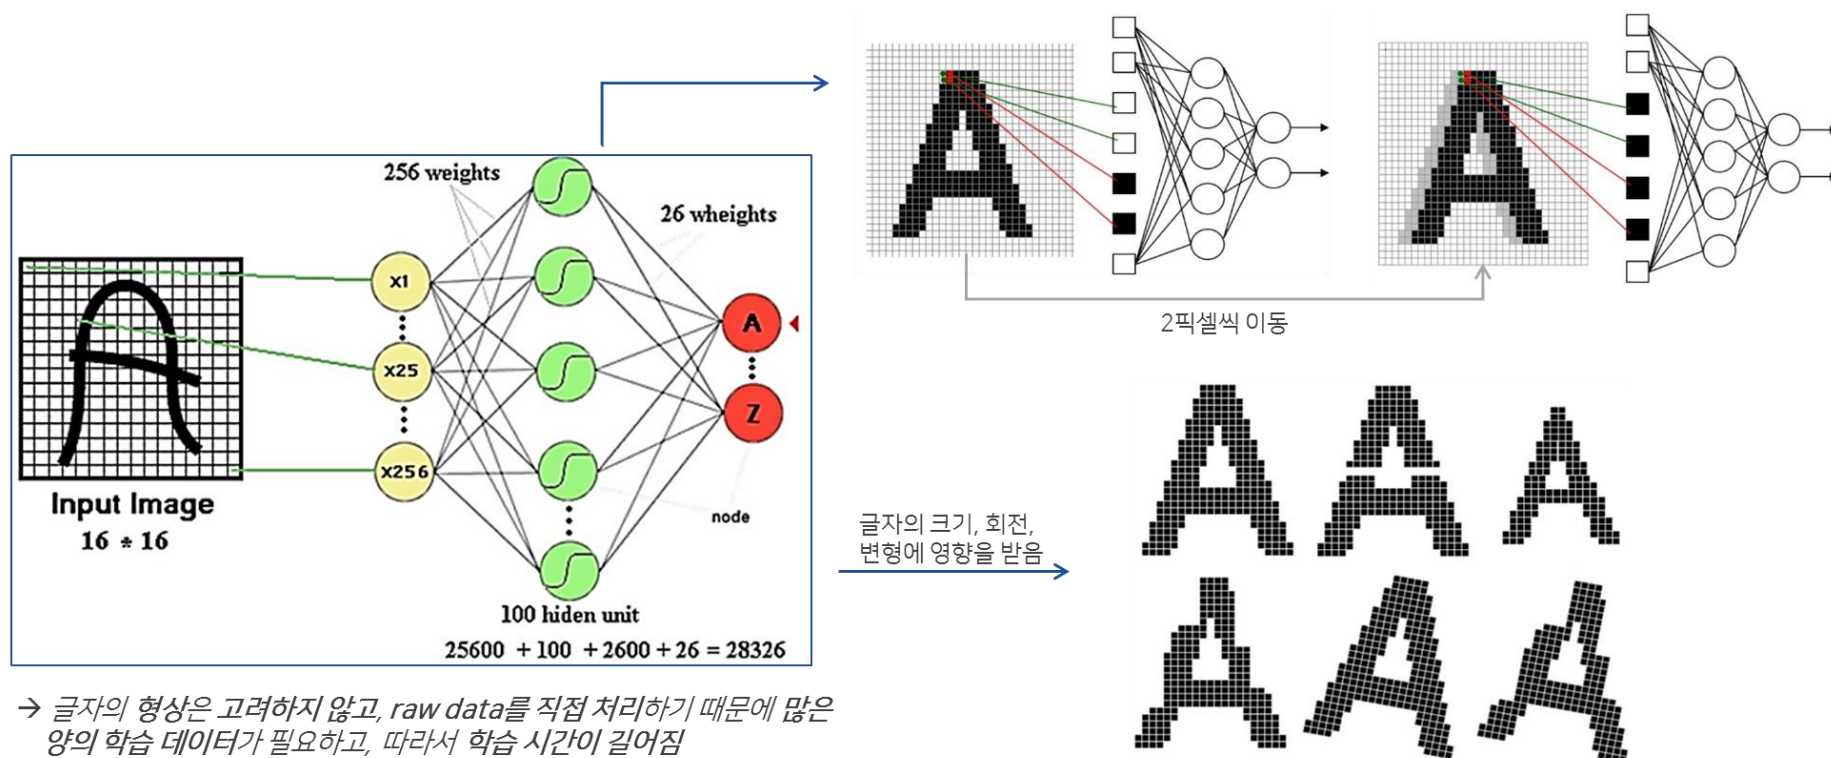 256 weights
26 wheights
x1
x25
x256
A
Z
Input Image
16 * 16
node
100 hiden unit
25600 + 100 + 2600 + 26 = 28326
→ 글자의 형상은 고려하지 않고, raw data를 직접 처리하기 때문에 많은
양의 학습 데이터가 필요하고, 따라서 학습 시간이 길어짐
2픽셀씩 이동
글자의 크기, 회전,
변형에 영향을 받음